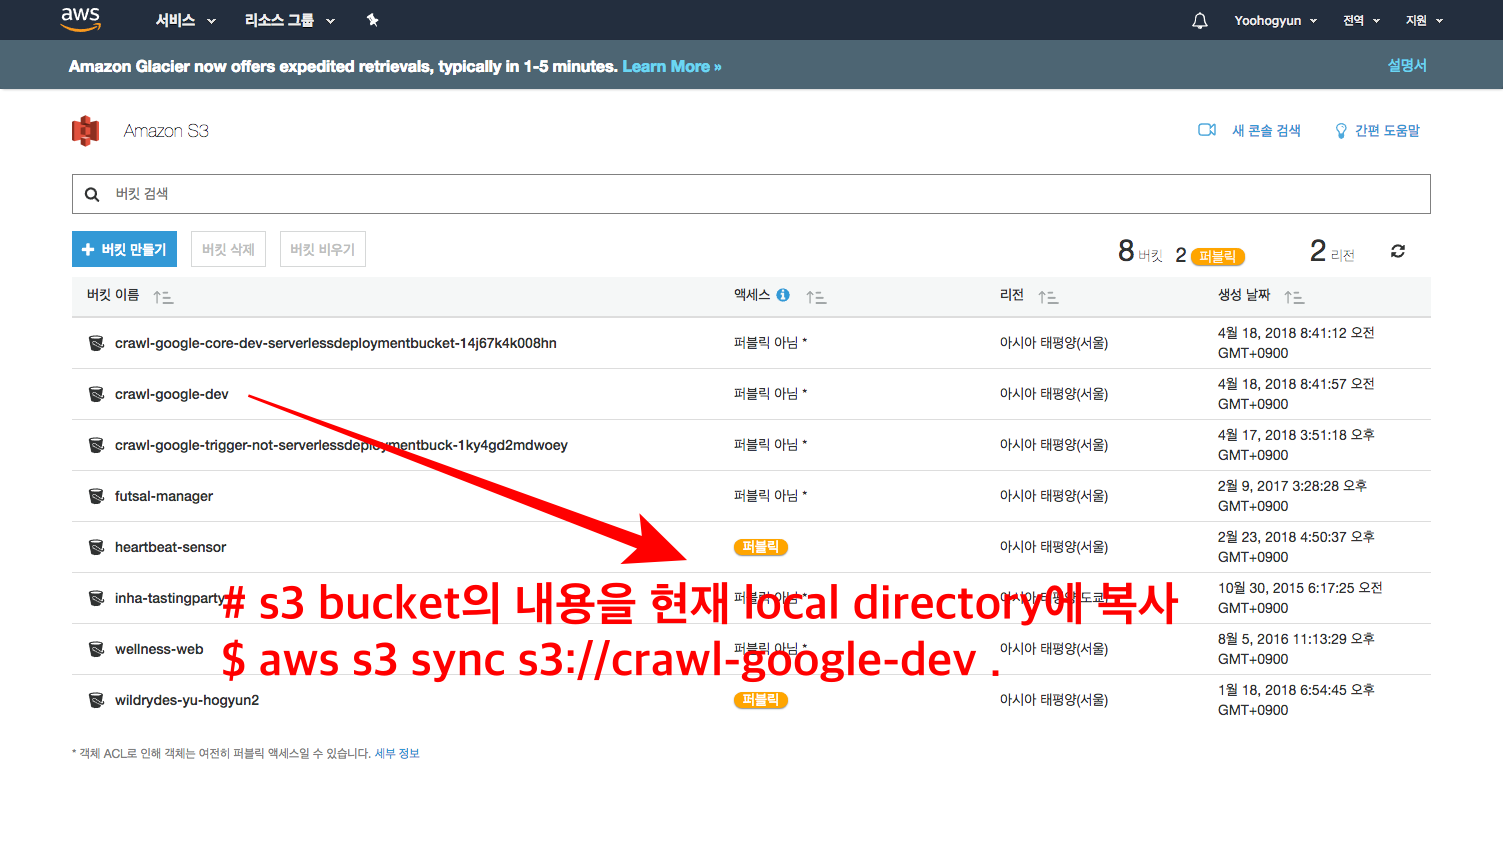 aws 서비스 리소스 그룹 Yoohogyun 전역 지원
Amazon Glacier now offers expedited retrievals, typically in 1-5 minutes. Learn More » 설명서
Amazon S3 새 콘솔 검색 간편 도움말
버킷 검색
+ 버킷 만들기 버킷 삭제 버킷 비우기 8 버킷 2 퍼블릭 2 리전
버킷 이름 액세스 리전 생성 날짜
crawl-google-core-dev-serverlessdeploymentbucket-14j67k4k008hn 퍼블릭 아님 * 아시아 태평양(서울) 4월 18, 2018 8:41:12 오전
GMT+0900
crawl-google-dev 퍼블릭 아님 * 아시아 태평양(서울) 4월 18, 2018 8:41:57 오전
GMT+0900
crawl-google-trigger-not-serverlessdeploymentbuck-1ky4gd2mdwoey 퍼블릭 아님 * 아시아 태평양(서울) 4월 17, 2018 3:51:18 오후
GMT+0900
futsal-manager 퍼블릭 아님 * 아시아 태평양(서울) 2월 9, 2017 3:28:28 오후
GMT+0900
heartbeat-sensor 퍼블릭 아시아 태평양(서울) 2월 23, 2018 4:50:37 오후
GMT+0900
inha-tastingparty 퍼블릭 아님 * 아시아 태평양(도쿄) 10월 30, 2015 6:17:25 오전
GMT+0900
# s3 bucket의 내용을 현재 local directory에 복사
wellness-web 퍼블릭 아님 * 아시아 태평양(서울) 8월 5, 2016 11:13:29 오후
GMT+0900
$ aws s3 sync s3://crawl-google-dev .
wildrydes-yu-hogyun2 퍼블릭 아시아 태평양(서울) 1월 18, 2018 6:54:45 오후
GMT+0900
* 객체 ACL로 인해 객체는 여전히 퍼블릭 액세스일 수 있습니다. 세부 정보